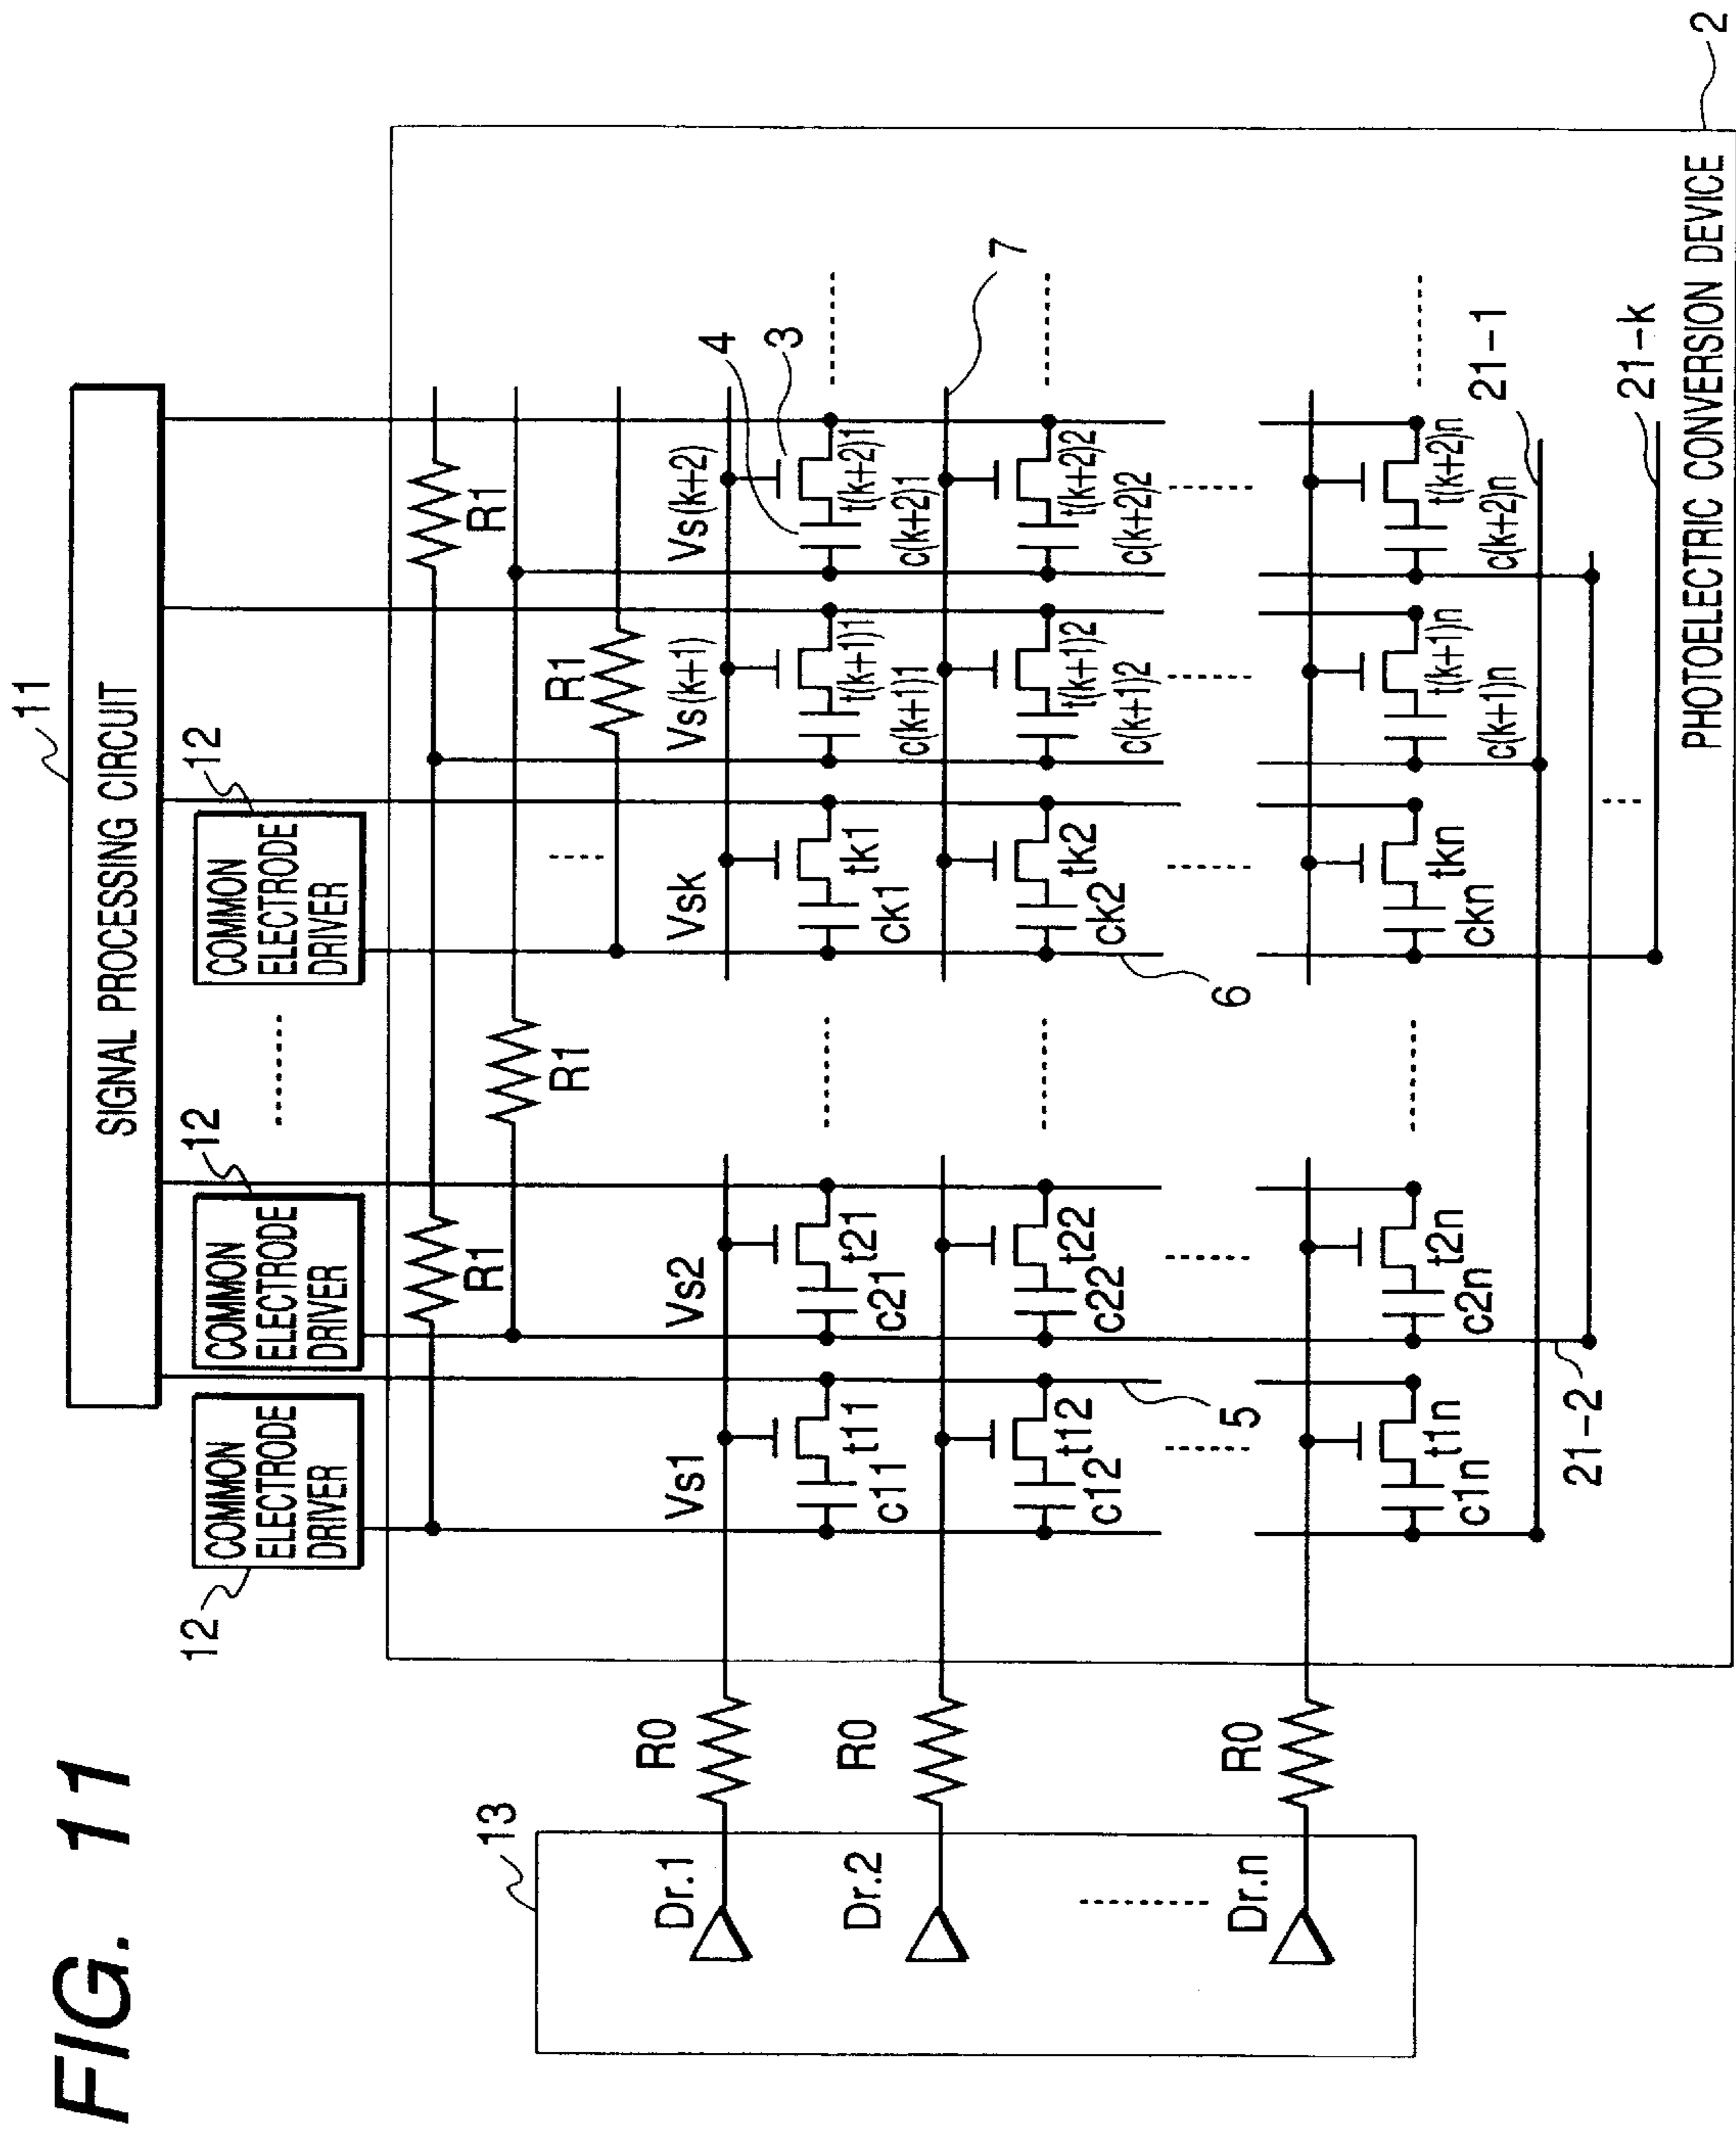 FIG. 11
11
SIGNAL PROCESSING CIRCUIT
12
COMMON
ELECTRODE
DRIVER
12
COMMON
ELECTRODE
DRIVER
12
COMMON
ELECTRODE
DRIVER
R1
R1
R1
R1
13
Dr.1
R0
Vs1
Vs2
Vsk
Vs(k+1)
Vs(k+2)
4
3
c11
t11
c21
t21
ck1
tk1
c(k+1)1
t(k+1)1
c(k+2)1
t(k+2)1
Dr.2
R0
7
c12
t12
c22
t22
ck2
tk2
c(k+1)2
t(k+1)2
c(k+2)2
t(k+2)2
5
6
Dr.n
R0
c1n
t1n
c2n
t2n
ckn
tkn
c(k+1)n
t(k+1)n
c(k+2)n
t(k+2)n
21-1
21-2
21-k
PHOTOELECTRIC CONVERSION DEVICE
2